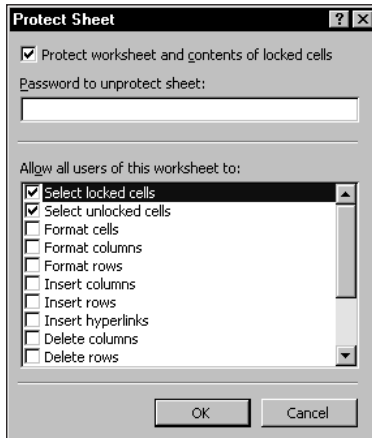 Protect Sheet
Protect worksheet and contents of locked cells
Password to unprotect sheet:
Allow all users of this worksheet to:
Select locked cells
Select unlocked cells
Format cells
Format columns
Format rows
Insert columns
Insert rows
Insert hyperlinks
Delete columns
Delete rows
OK Cancel